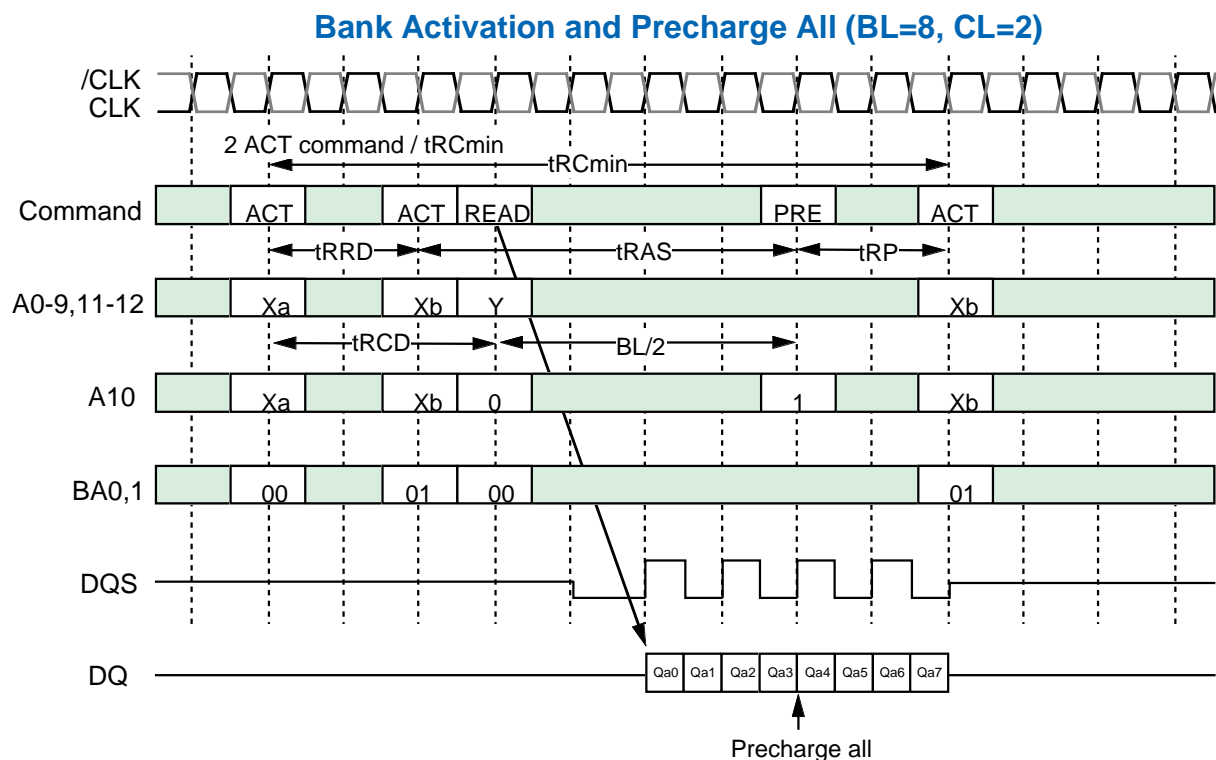 Bank Activation and Precharge All (BL=8, CL=2)
/CLK
CLK
2 ACT command / tRCmin
tRCmin
Command ACT ACT READ PRE ACT
tRRD tRAS tRP
A0-9,11-12 Xa Xb Y Xb
tRCD BL/2
A10 Xa Xb 0 1 Xb
BA0,1 00 01 00 01
DQS
DQ Qa0 Qa1 Qa2 Qa3 Qa4 Qa5 Qa6 Qa7
Precharge all